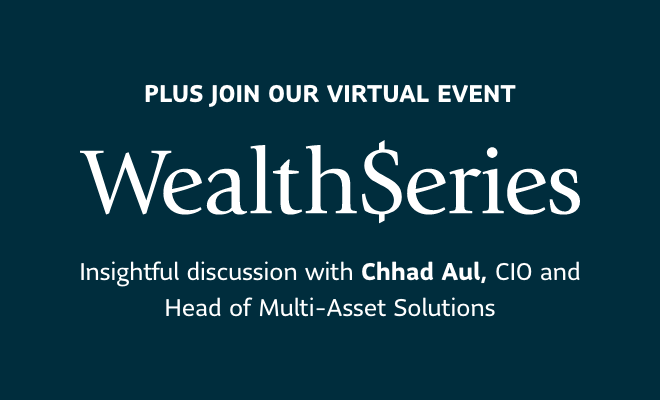 PLUS JOIN OUR VIRTUAL EVENT
Wealth$eries
Insightful discussion with Chhad Aul, CIO and
Head of Multi-Asset Solutions